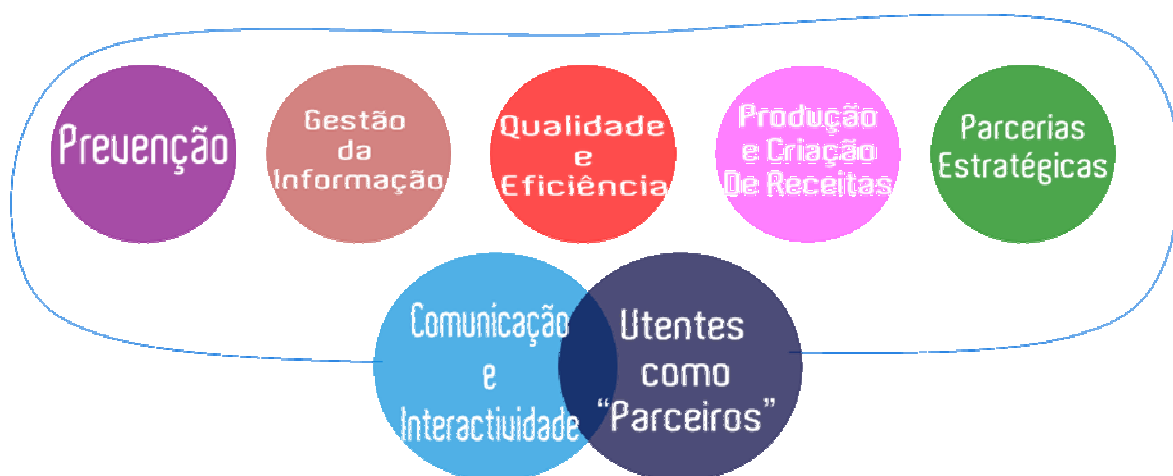 Prevenção
Gestão
da
Informação
Qualidade
e
Eficiência
Produção
e Criação
De Receitas
Parcerias
Estratégicas
Comunicação
e
Interactividade
Utentes
como
“Parceiros”